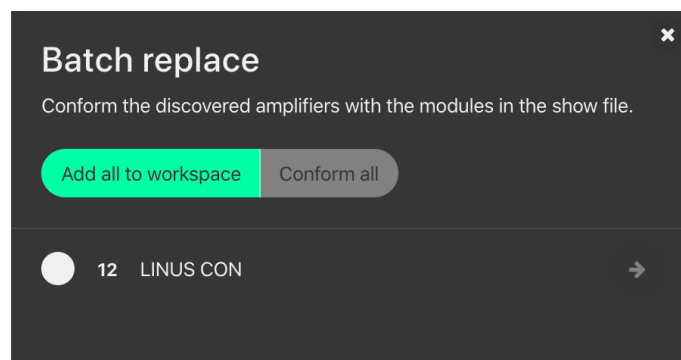 Batch replace
Conform the discovered amplifiers with the modules in the show file.
Add all to workspace Conform all
12 LINUS CON